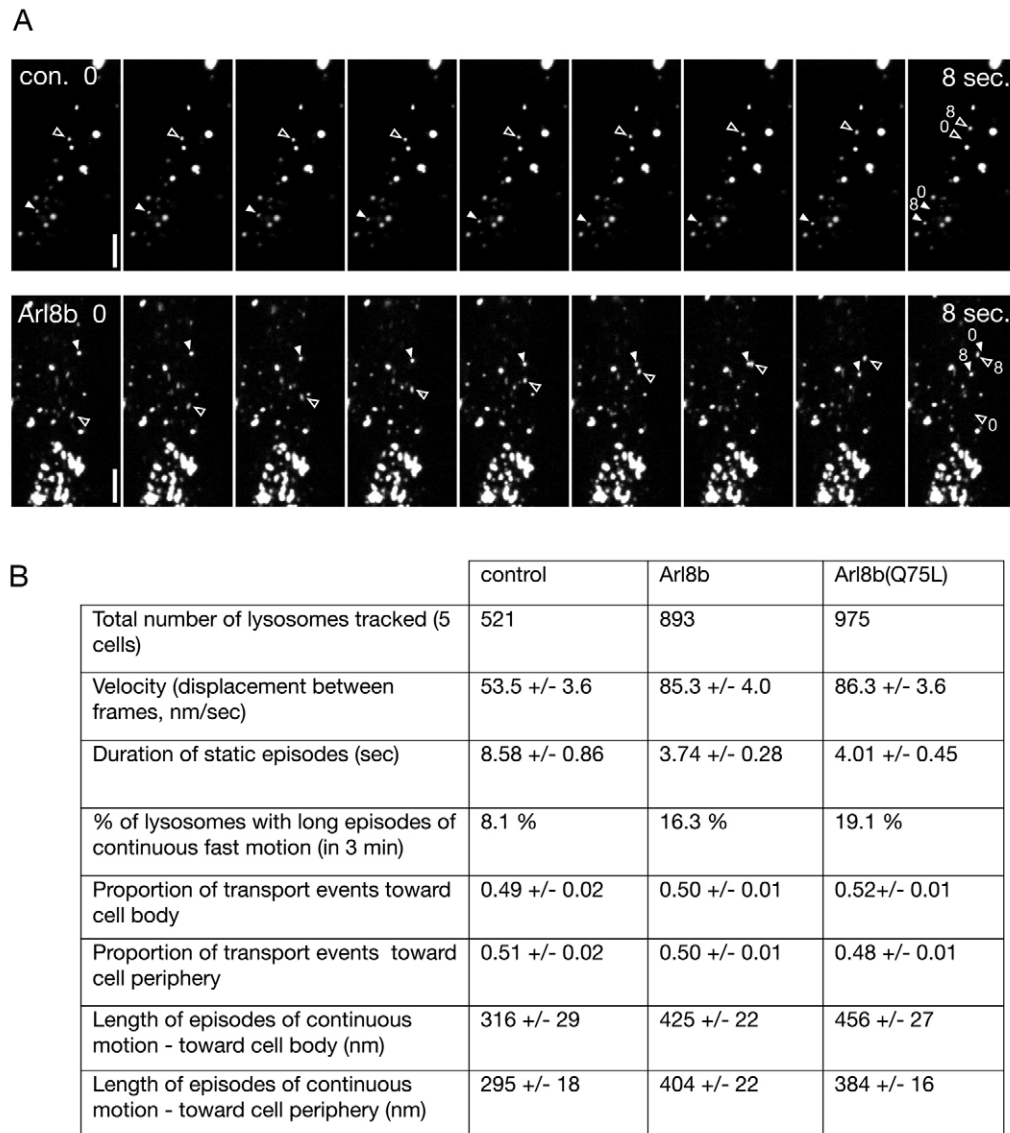 A
con. 0
8 sec.
8
0
0
8
Arl8b 0
8 sec.
0
8
8
0
B
control Arl8b Arl8b(Q75L)
Total number of lysosomes tracked (5
cells) 521 893 975
Velocity (displacement between
frames, nm/sec) 53.5 +/- 3.6 85.3 +/- 4.0 86.3 +/- 3.6
Duration of static episodes (sec) 8.58 +/- 0.86 3.74 +/- 0.28 4.01 +/- 0.45
% of lysosomes with long episodes of
continuous fast motion (in 3 min) 8.1 % 16.3 % 19.1 %
Proportion of transport events toward
cell body 0.49 +/- 0.02 0.50 +/- 0.01 0.52+/- 0.01
Proportion of transport events toward
cell periphery 0.51 +/- 0.02 0.50 +/- 0.01 0.48 +/- 0.01
Length of episodes of continuous
motion - toward cell body (nm) 316 +/- 29 425 +/- 22 456 +/- 27
Length of episodes of continuous
motion - toward cell periphery (nm) 295 +/- 18 404 +/- 22 384 +/- 16